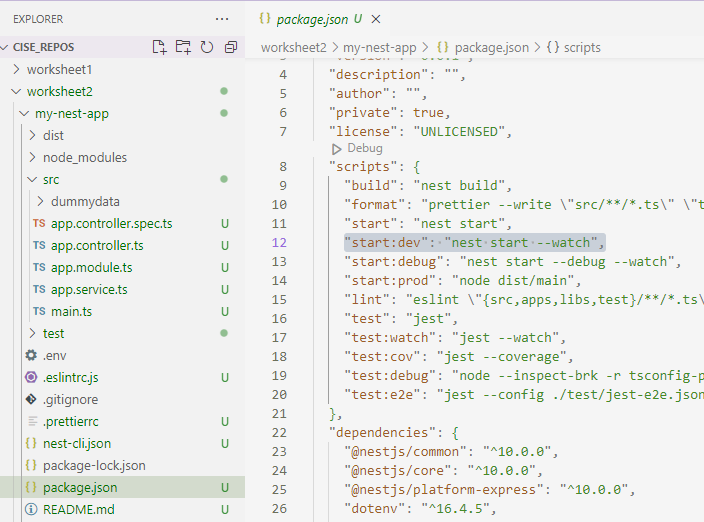 EXPLORER
CISE_REPOS
worksheet1
worksheet2
my-nest-app
dist
node_modules
src
dummydata
TS app.controller.spec.ts U
TS app.controller.ts U
TS app.module.ts U
TS app.service.ts U
TS main.ts U
test
.env
.eslintrc.js U
.gitignore
.prettierrc U
{} nest-cli.json U
{} package-lock.json
{} package.json U
README.md U
{} package.json U
worksheet2 > my-nest-app > {} package.json > {} scripts
4 "description": "",
5 "author": "",
6 "private": true,
7 "license": "UNLICENSED",
Debug
8 "scripts": {
9 "build": "nest build",
10 "format": "prettier --write \"src/**/*.ts\" \"t
11 "start": "nest start",
12 "start:dev": "nest start --watch",
13 "start:debug": "nest start --debug --watch",
14 "start:prod": "node dist/main",
15 "lint": "eslint \"{src,apps,libs,test}/**/*.ts\
16 "test": "jest",
17 "test:watch": "jest --watch",
18 "test:cov": "jest --coverage",
19 "test:debug": "node --inspect-brk -r tsconfig-p
20 "test:e2e": "jest --config ./test/jest-e2e.json
21 },
22 "dependencies": {
23 "@nestjs/common": "^10.0.0",
24 "@nestjs/core": "^10.0.0",
25 "@nestjs/platform-express": "^10.0.0",
26 "dotenv": "^16.4.5",